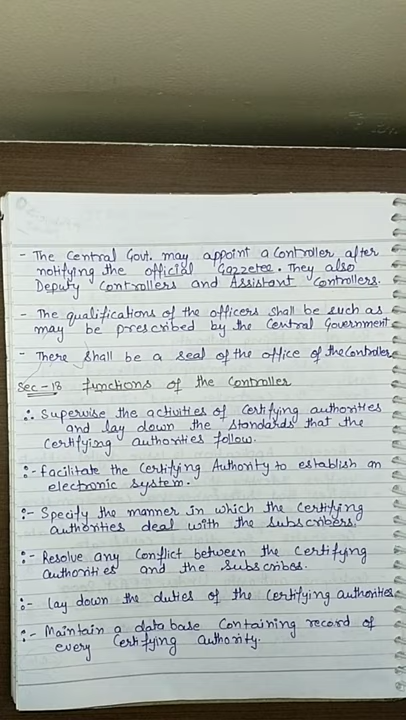 - The Central Govt. may appoint a Controller after
notifying the official Gazzetee. They also
Deputy Controllers and Assistant Controllers.
- The qualifications of the officers shall be such as
may be prescribed by the Central Government
- There shall be a seal of the office of the Controller
Sec-18 functions of the Controller
∴ Supervise the activities of Certifying authorities
and lay down the standards that the
Certifying authorities follow.
:- facilitate the Certifying Authority to establish an
electronic system.
:- Specify the manner in which the certifying
authorities deal with the subscribers.
:- Resolve any Conflict between the certifying
authorities and the subscribes.
:- lay down the duties of the Certifying authorities.
:- Maintain a database Containing record of
every Certifying Authority.